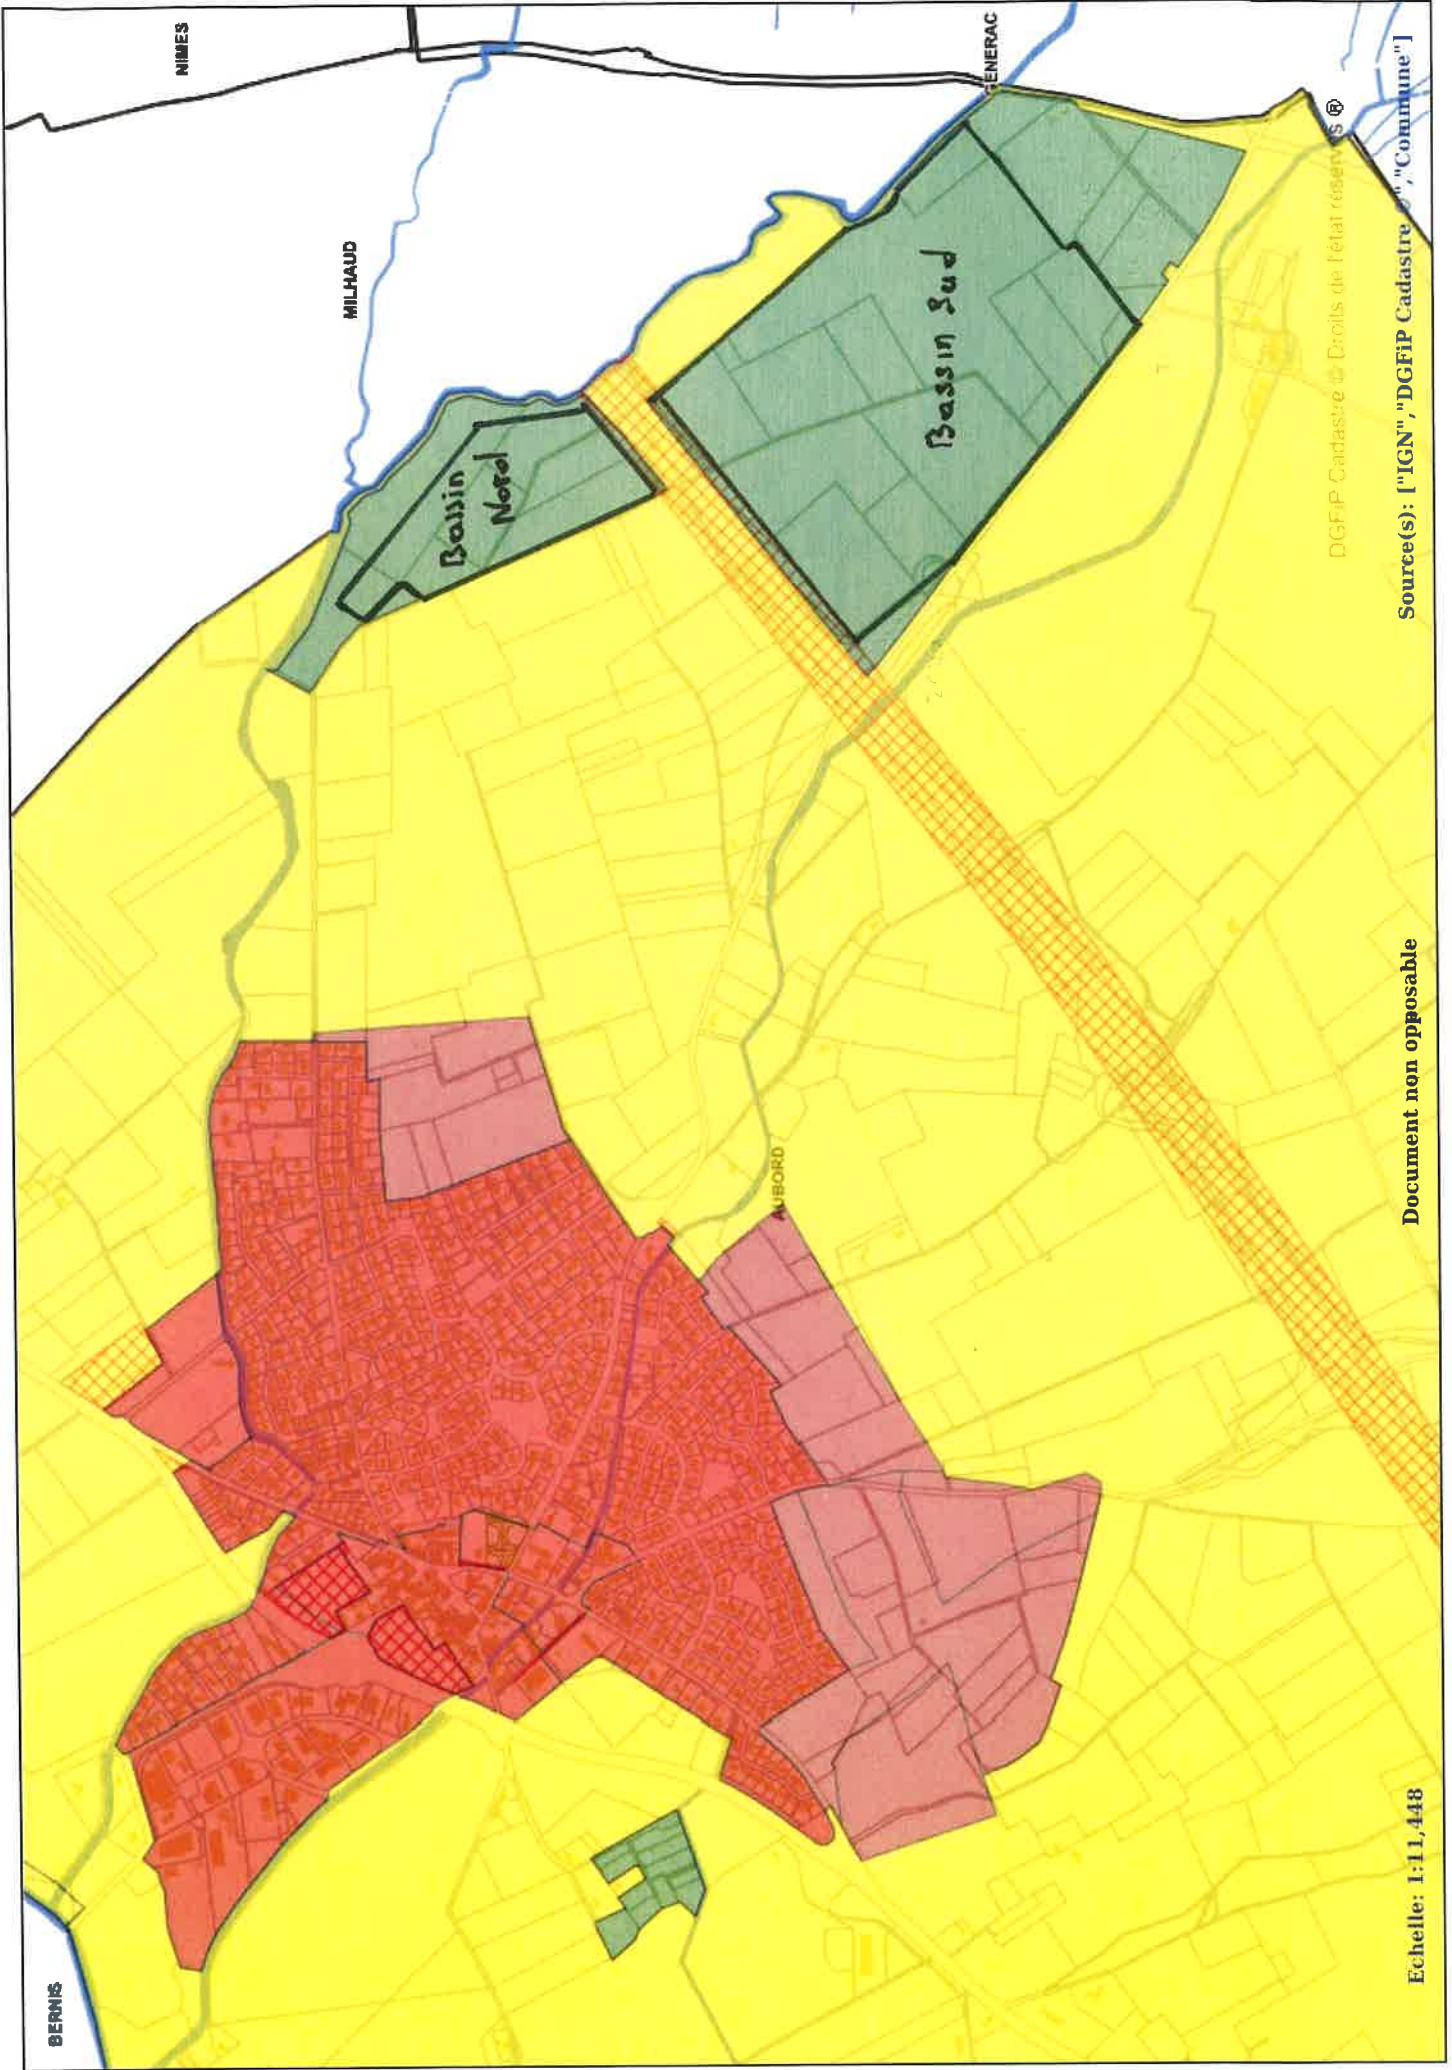 NIMES
MILHAUD
GENERAC
Bassin
Nord
Bassin Sud
AUBORD
BERNIS
DGFiP Cadastre © Droits de l'état réservés ®
Echelle: 1:11,448
Document non opposable
Source(s): ["IGN","DGFiP Cadastre ©","Commune"]